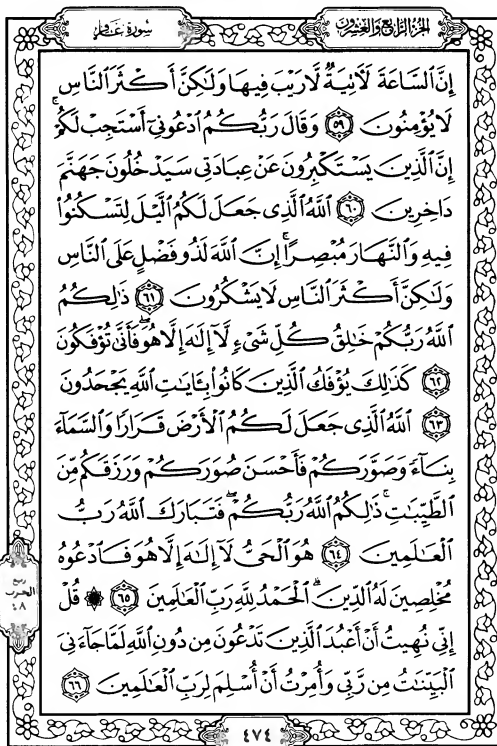 الجزء الرابع والعشرون
سورة غافر
إِنَّ ٱلسَّاعَةَ لَأٓتِيَةٌ لَّا رَيۡبَ فِيهَا وَلَٰكِنَّ أَكۡثَرَ ٱلنَّاسِ
لَا يُؤۡمِنُونَ ٥٩ وَقَالَ رَبُّكُمُ ٱدۡعُونِيٓ أَسۡتَجِبۡ لَكُمۡۚ
إِنَّ ٱلَّذِينَ يَسۡتَكۡبِرُونَ عَنۡ عِبَادَتِي سَيَدۡخُلُونَ جَهَنَّمَ
دَاخِرِينَ ٦٠ ٱللَّهُ ٱلَّذِي جَعَلَ لَكُمُ ٱلَّيۡلَ لِتَسۡكُنُواْ
فِيهِ وَٱلنَّهَارَ مُبۡصِرًاۚ إِنَّ ٱللَّهَ لَذُو فَضۡلٍ عَلَى ٱلنَّاسِ
وَلَٰكِنَّ أَكۡثَرَ ٱلنَّاسِ لَا يَشۡكُرُونَ ٦١ ذَٰلِكُمُ
ٱللَّهُ رَبُّكُمۡ خَٰلِقُ كُلِّ شَيۡءٖ لَّآ إِلَٰهَ إِلَّا هُوَۖ فَأَنَّىٰ تُؤۡفَكُونَ
٦٢ كَذَٰلِكَ يُؤۡفَكُ ٱلَّذِينَ كَانُواْ بِـَٔايَٰتِ ٱللَّهِ يَجۡحَدُونَ
٦٣ ٱللَّهُ ٱلَّذِي جَعَلَ لَكُمُ ٱلۡأَرۡضَ قَرَارٗا وَٱلسَّمَآءَ
بِنَآءٗ وَصَوَّرَكُمۡ فَأَحۡسَنَ صُوَرَكُمۡ وَرَزَقَكُم مِّنَ
ٱلطَّيِّبَٰتِۚ ذَٰلِكُمُ ٱللَّهُ رَبُّكُمۡۖ فَتَبَارَكَ ٱللَّهُ رَبُّ
ٱلۡعَٰلَمِينَ ٦٤ هُوَ ٱلۡحَيُّ لَآ إِلَٰهَ إِلَّا هُوَ فَٱدۡعُوهُ
مُخۡلِصِينَ لَهُ ٱلدِّينَۗ ٱلۡحَمۡدُ لِلَّهِ رَبِّ ٱلۡعَٰلَمِينَ ٦٥ ۞ قُلۡ
إِنِّي نُهِيتُ أَنۡ أَعۡبُدَ ٱلَّذِينَ تَدۡعُونَ مِن دُونِ ٱللَّهِ لَمَّا جَآءَنِيَ
ٱلۡبَيِّنَٰتُ مِن رَّبِّي وَأُمِرۡتُ أَنۡ أُسۡلِمَ لِرَبِّ ٱلۡعَٰلَمِينَ ٦٦
ربع
الحزب
٤٨
٤٧٤